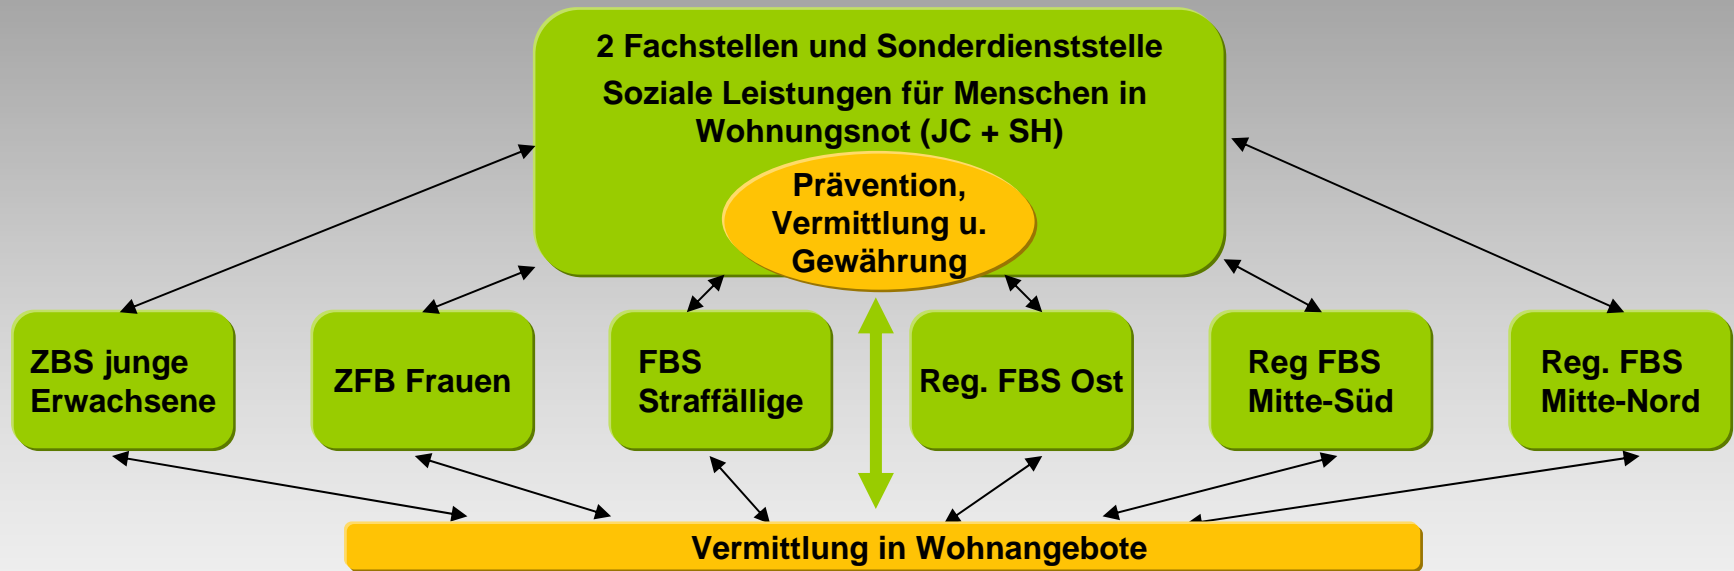 2 Fachstellen und Sonderdienststelle
Soziale Leistungen für Menschen in
Wohnungsnot (JC + SH)
Prävention,
Vermittlung u.
Gewährung
ZBS junge
Erwachsene
ZFB Frauen
FBS
Straffällige
Reg. FBS Ost
Reg FBS
Mitte-Süd
Reg. FBS
Mitte-Nord
Vermittlung in Wohnangebote